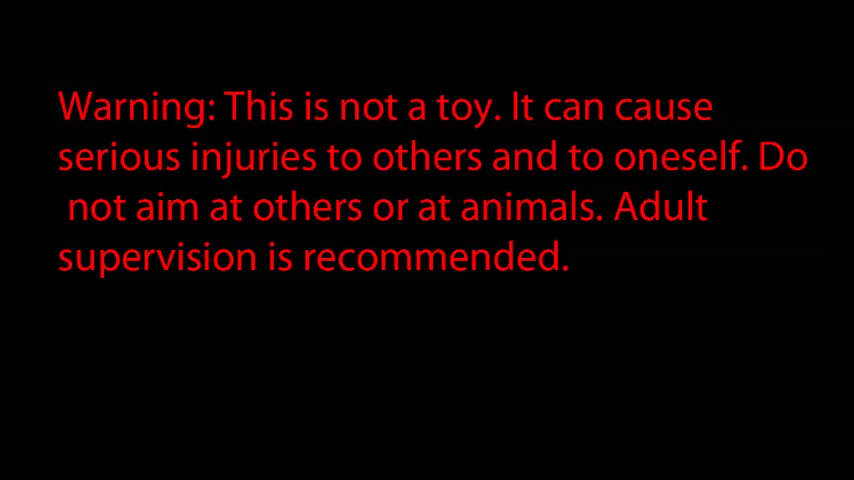 Warning: This is not a toy. It can cause
serious injuries to others and to oneself. Do
not aim at others or at animals. Adult
supervision is recommended.